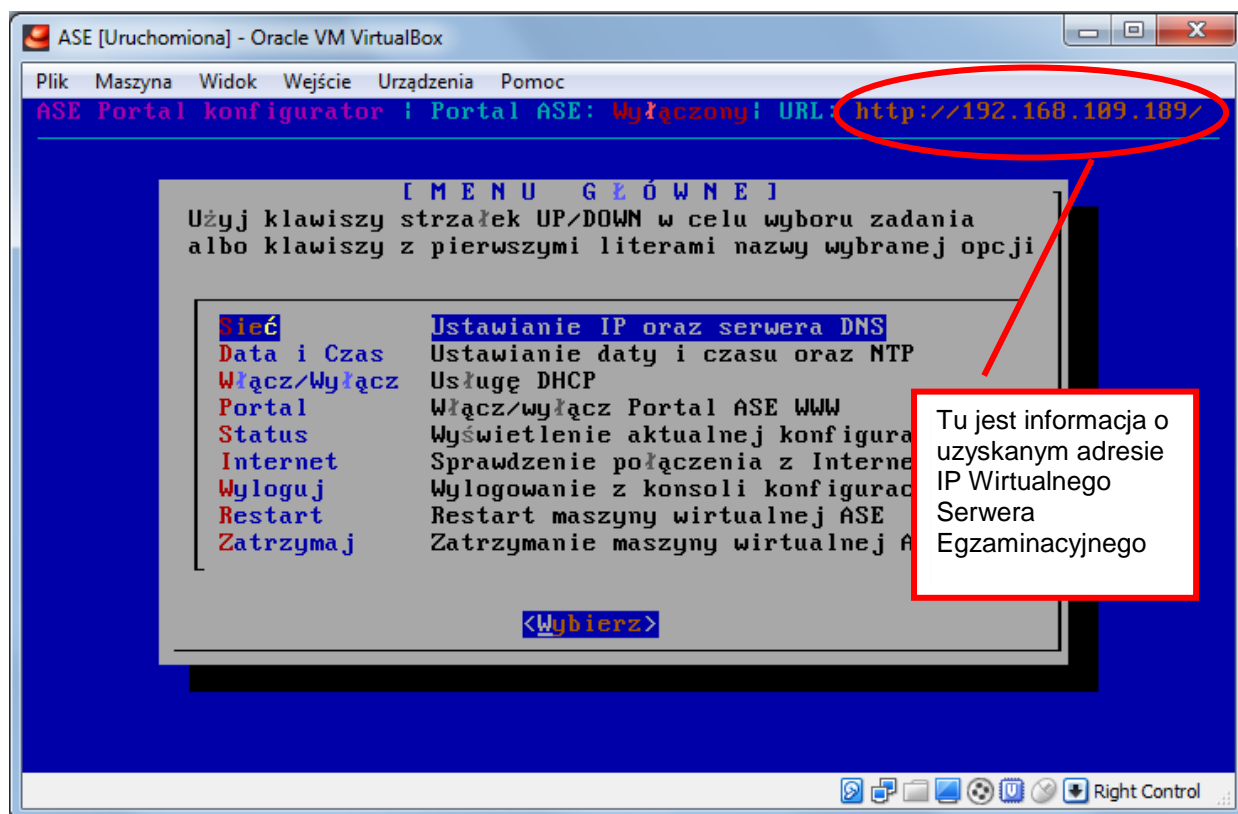 ASE [Uruchomiona] - Oracle VM VirtualBox
Plik Maszyna Widok Wejście Urządzenia Pomoc
ASE Portal konfigurator | Portal ASE: Wyłączony| URL: http://192.168.109.189/
[ M E N U G Ł Ó W N E ]
Użyj klawiszy strzałek UP/DOWN w celu wyboru zadania
albo klawiszy z pierwszymi literami nazwy wybranej opcji
Sieć Ustawianie IP oraz serwera DNS
Data i Czas Ustawianie daty i czasu oraz NTP
Włącz/Wyłącz Usługę DHCP
Portal Włącz/wyłącz Portal ASE WWW
Status Wyświetlenie aktualnej konfigura
Internet Sprawdzenie połączenia z Interne
Wyloguj Wylogowanie z konsoli konfigurac
Restart Restart maszyny wirtualnej ASE
Zatrzymaj Zatrzymanie maszyny wirtualnej A
<Wybierz>
Tu jest informacja o
uzyskanym adresie
IP Wirtualnego
Serwera
Egzaminacyjnego
Right Control